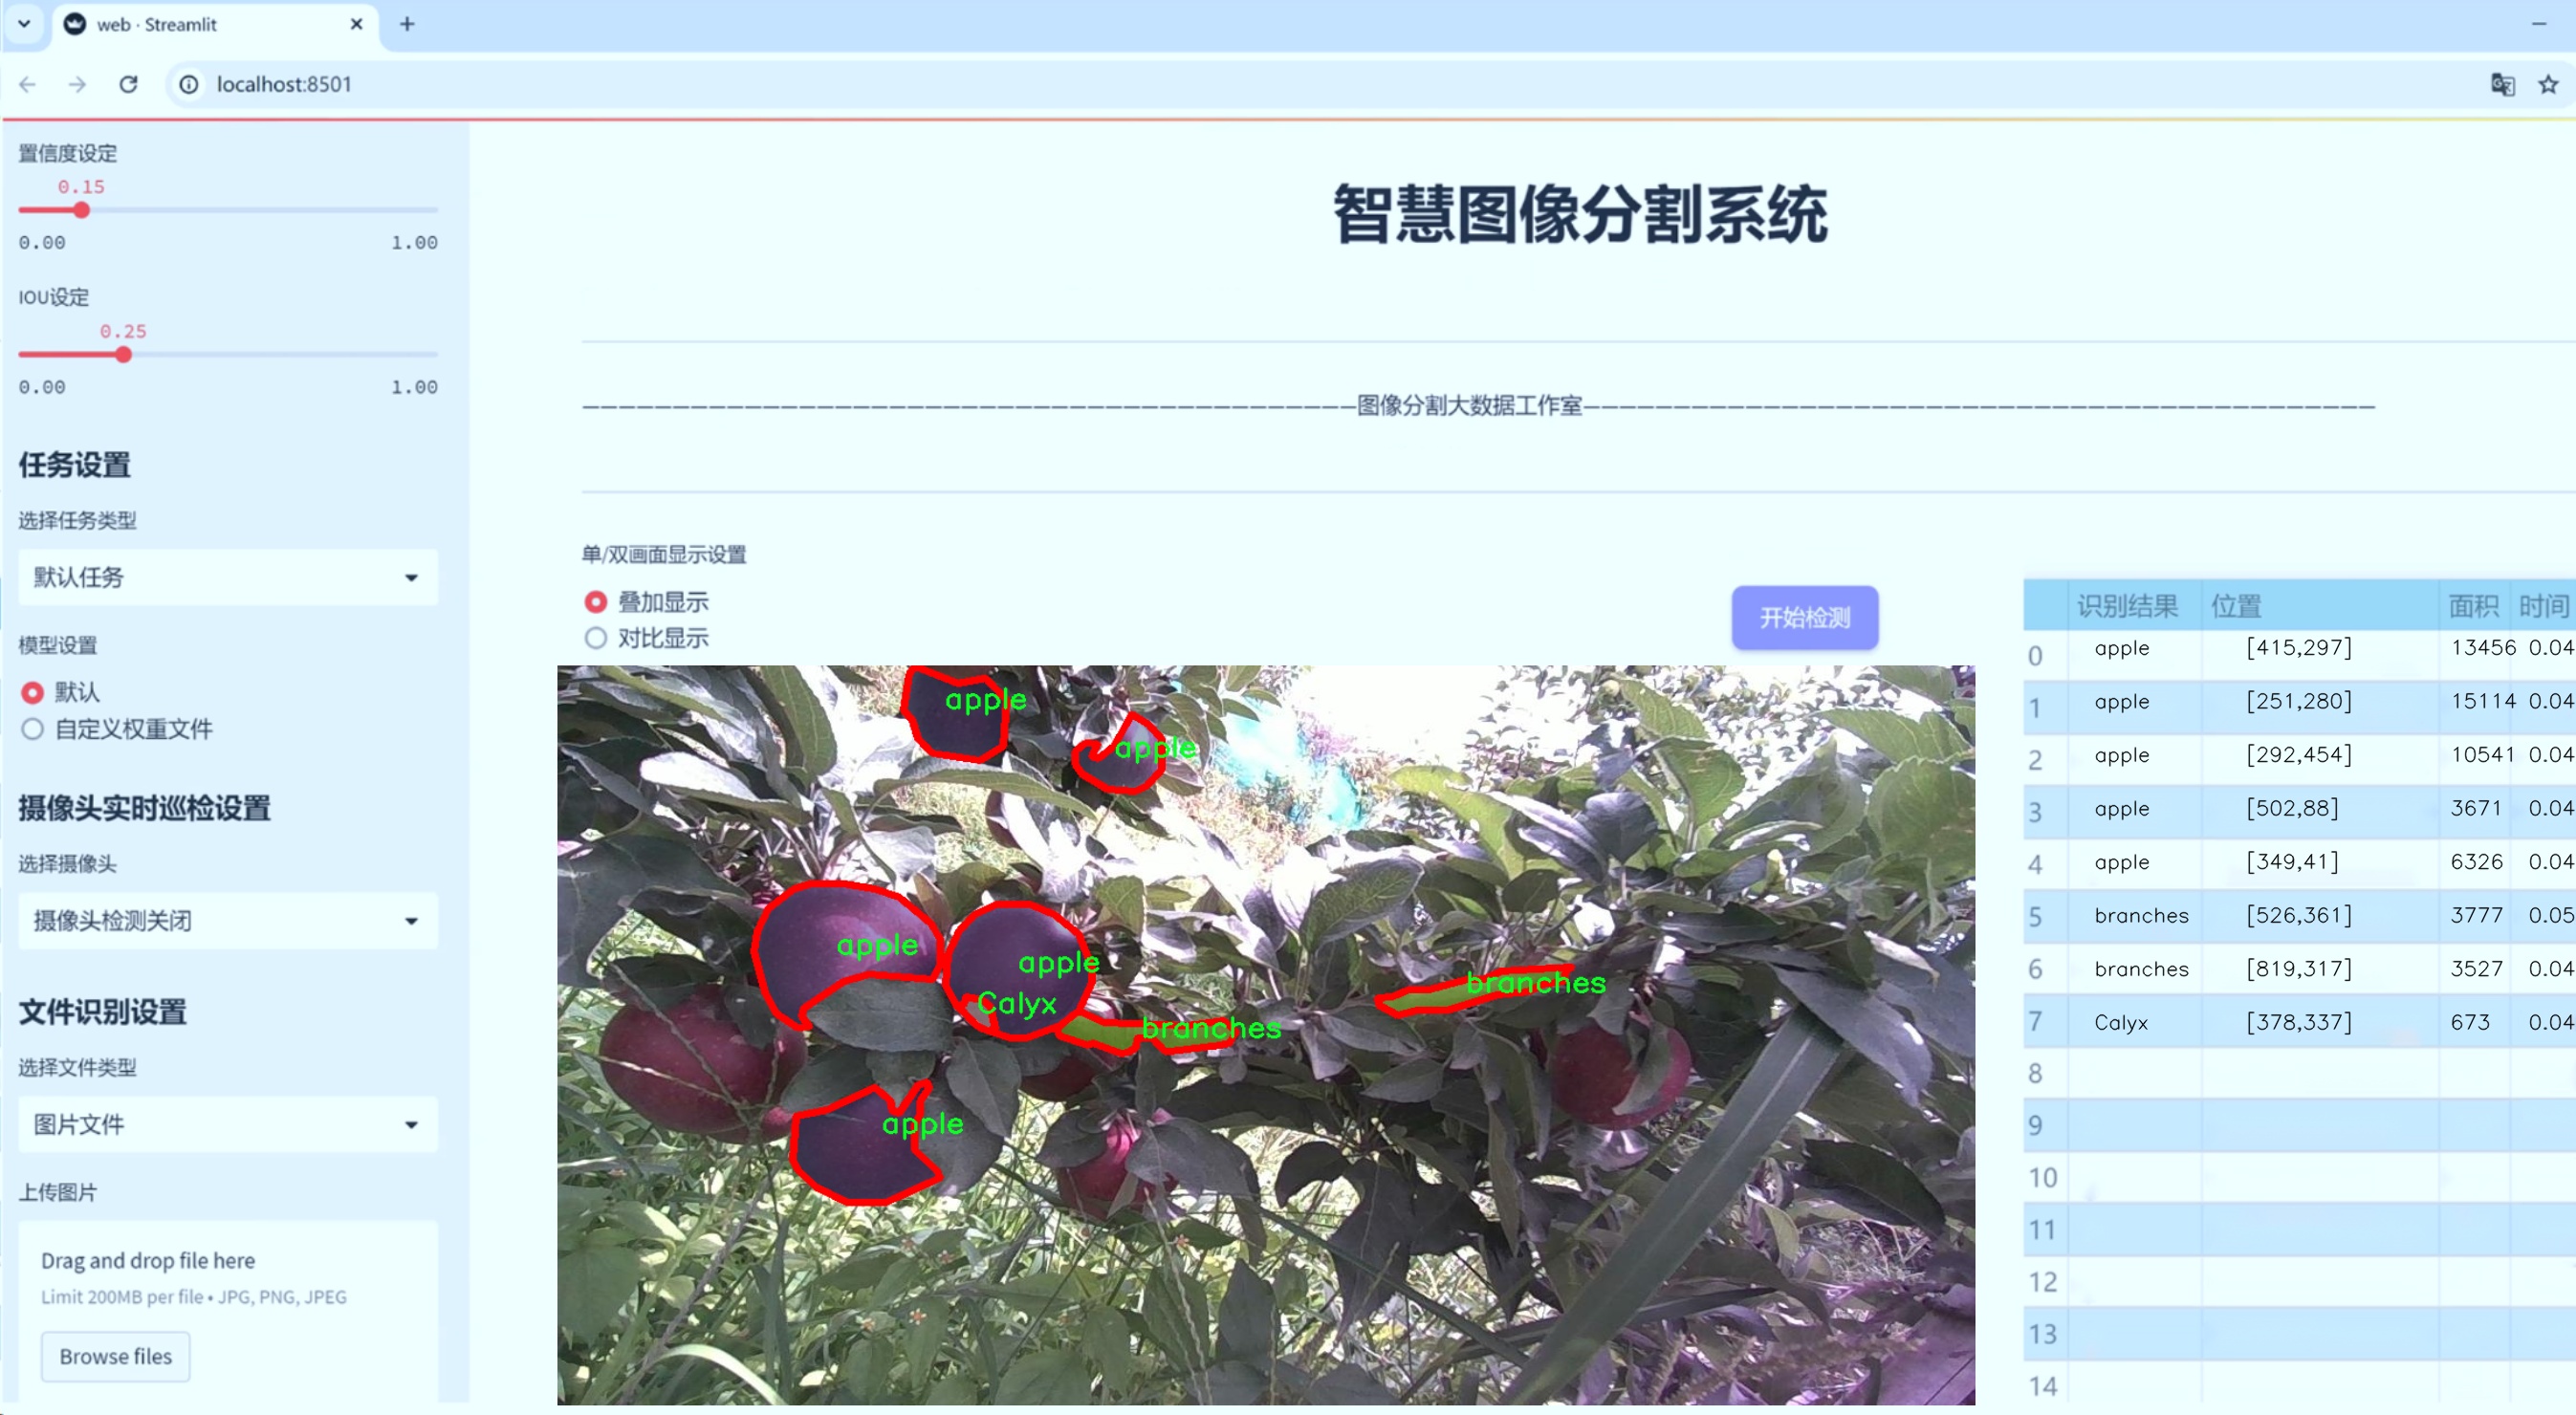 web · Streamlit
localhost:8501
置信度设定
0.15
0.00 1.00
IOU设定
0.25
0.00 1.00
任务设置
选择任务类型
默认任务
模型设置
默认
自定义权重文件
摄像头实时巡检设置
选择摄像头
摄像头检测关闭
文件识别设置
选择文件类型
图片文件
上传图片
Drag and drop file here
Limit 200MB per file • JPG, PNG, JPEG
Browse files
智慧图像分割系统
图像分割大数据工作室
单/双画面显示设置
叠加显示
对比显示
开始检测
apple
apple
apple
apple
Calyx
branches
branches
apple
识别结果 位置 面积 时间
0 apple [415,297] 13456 0.04
1 apple [251,280] 15114 0.04
2 apple [292,454] 10541 0.04
3 apple [502,88] 3671 0.04
4 apple [349,41] 6326 0.04
5 branches [526,361] 3777 0.05
6 branches [819,317] 3527 0.04
7 Calyx [378,337] 673 0.04
8
9
10
11
12
13
14